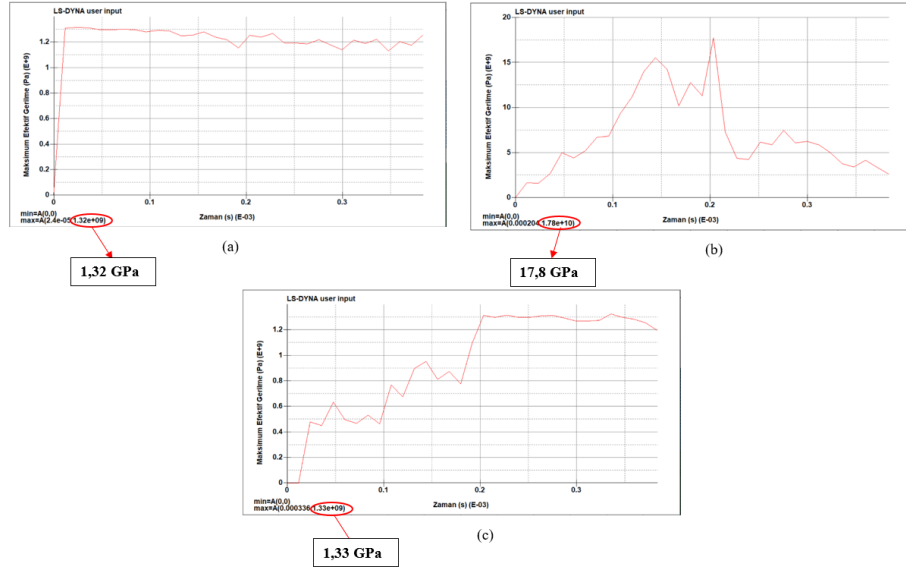 LS-DYNA user input
Maksimum Efektif Gerilme (Pa) (E+9)
1.2
1
0.8
0.6
0.4
0.2
0
0.1
0.2
0.3
min=A(0,0)
max=A(2.4e-05,1.32e+09)
Zaman (s) (E-03)
(a)
1,32 GPa
LS-DYNA user input
Maksimum Efektif Gerilme (Pa) (E+9)
20
15
10
5
0
0
0.1
0.2
0.3
min=A(0,0)
max=A(0.000204,1.78e+10)
Zaman (s) (E-03)
(b)
17,8 GPa
LS-DYNA user input
Maksimum Efektif Gerilme (Pa) (E+9)
1.2
1
0.8
0.6
0.4
0.2
0
0
0.1
0.2
0.3
min=A(0,0)
max=A(0.000336,1.33e+09)
Zaman (s) (E-03)
(c)
1,33 GPa